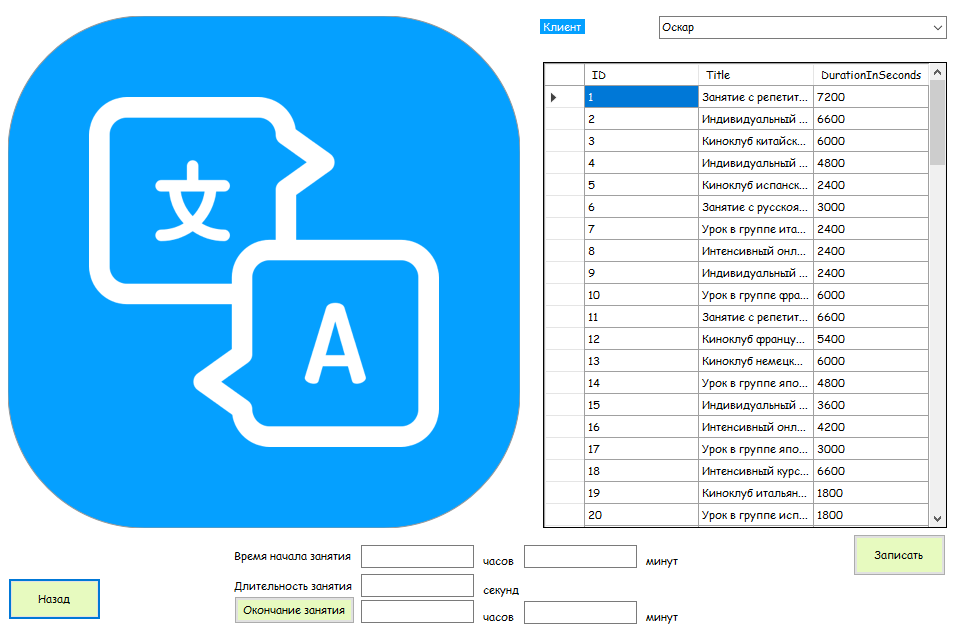 文
A
Клиент Оскар
ID Title DurationInSeconds
1 Занятие с репетит... 7200
2 Индивидуальный ... 6600
3 Киноклуб китайск... 6000
4 Индивидуальный ... 4800
5 Киноклуб испанск... 2400
6 Занятие с русскоя... 3000
7 Урок в группе ита... 2400
8 Интенсивный онл... 2400
9 Индивидуальный ... 2400
10 Урок в группе фра... 6000
11 Занятие с репетит... 6600
12 Киноклуб францу... 5400
13 Киноклуб немецк... 6000
14 Урок в группе япо... 4800
15 Индивидуальный ... 3600
16 Интенсивный онл... 4200
17 Урок в группе япо... 3000
18 Интенсивный курс... 6600
19 Киноклуб итальян... 1800
20 Урок в группе исп... 1800
Время начала занятия часов минут
Записать
Длительность занятия секунд
Назад
Окончание занятия часов минут